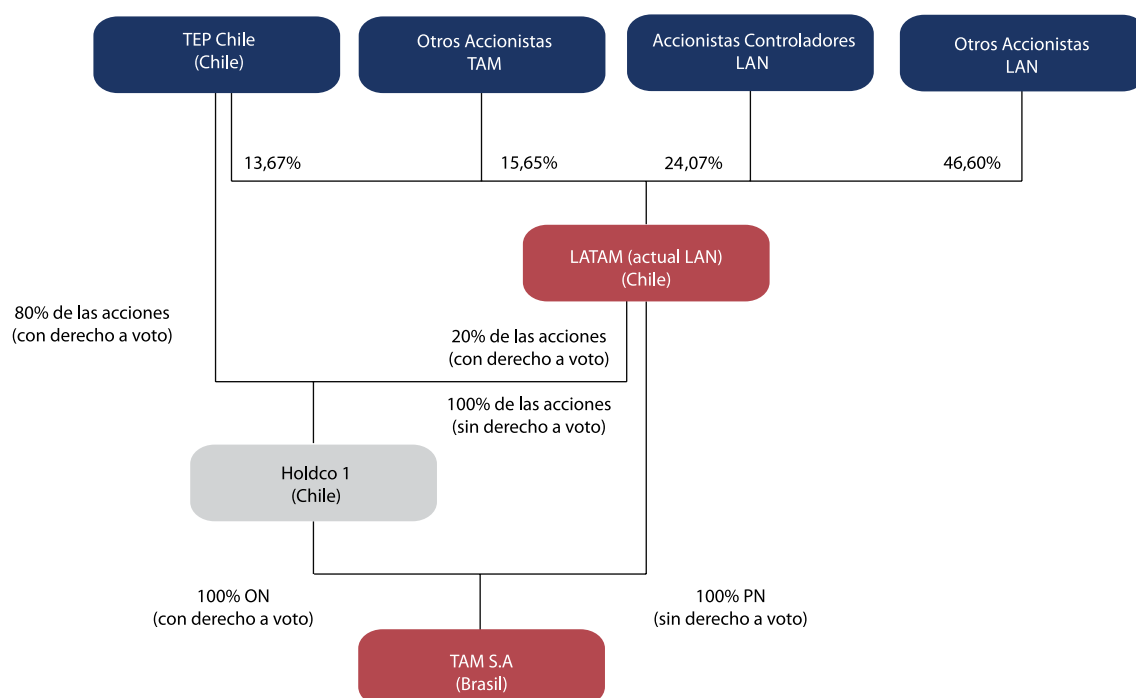 TEP Chile
(Chile)
Otros Accionistas
TAM
Accionistas Controladores
LAN
Otros Accionistas
LAN
13,67%
15,65%
24,07%
46,60%
LATAM (actual LAN)
(Chile)
80% de las acciones
(con derecho a voto)
20% de las acciones
(con derecho a voto)
100% de las acciones
(sin derecho a voto)
Holdco 1
(Chile)
100% ON
(con derecho a voto)
100% PN
(sin derecho a voto)
TAM S.A
(Brasil)